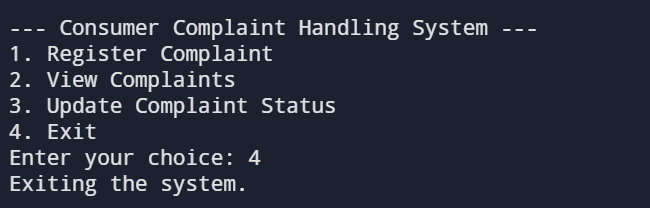 --- Consumer Complaint Handling System ---
1. Register Complaint
2. View Complaints
3. Update Complaint Status
4. Exit
Enter your choice: 4
Exiting the system.